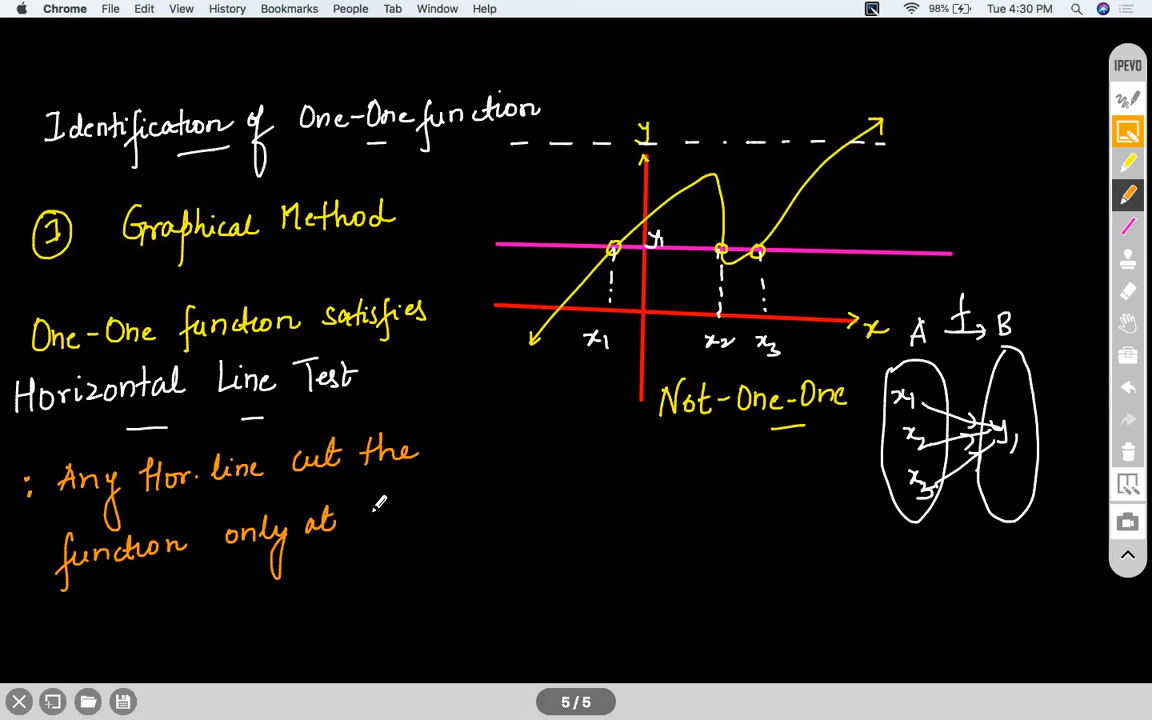 Chrome File Edit View History Bookmarks People Tab Window Help 98% Tue 4:30 PM
IPEVO
Identification of One-One function
① Graphical Method
One-One function satisfies
Horizontal Line Test
: Any Hor. line cut the
function only at
y
y1
x1 x2 x3 x
Not-One-One
A f B
x1
x2
x3
y1
5/5